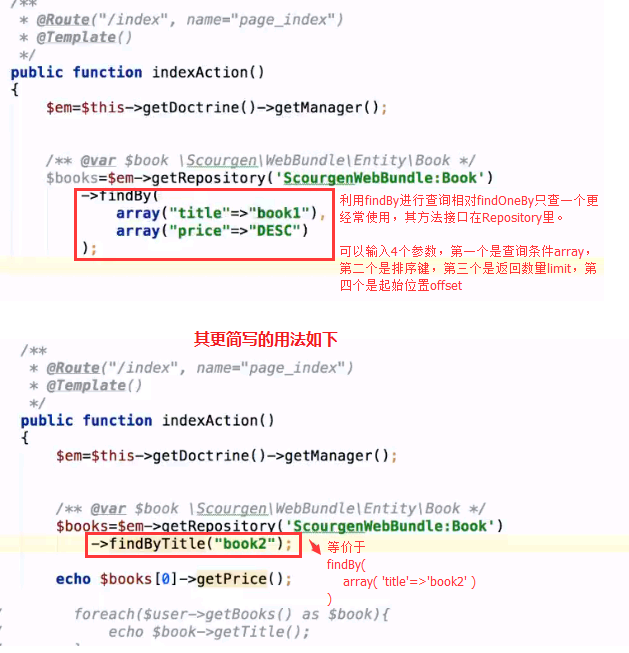 /**
* @Route("/index", name="page_index")
* @Template()
*/
public function indexAction()
{
$em=$this->getDoctrine()->getManager();
/** @var $book \Scourgen\WebBundle\Entity\Book */
$books=$em->getRepository('ScourgenWebBundle:Book')
->findBy(
array("title"=>"book1"),
array("price"=>"DESC")
);
利用findBy进行查询相对findOneBy只查一个更
经常使用，其方法接口在Repository里。
可以输入4个参数，第一个是查询条件array，
第二个是排序键，第三个是返回数量limit，第
四个是起始位置offset
其更简写的用法如下
/**
* @Route("/index", name="page_index")
* @Template()
*/
public function indexAction()
{
$em=$this->getDoctrine()->getManager();
/** @var $book \Scourgen\WebBundle\Entity\Book */
$books=$em->getRepository('ScourgenWebBundle:Book')
->findByTitle("book2");
等价于
findBy(
array( 'title'=>'book2' )
)
echo $books[0]->getPrice();
foreach($user->getBooks() as $book){
echo $book->getTitle();